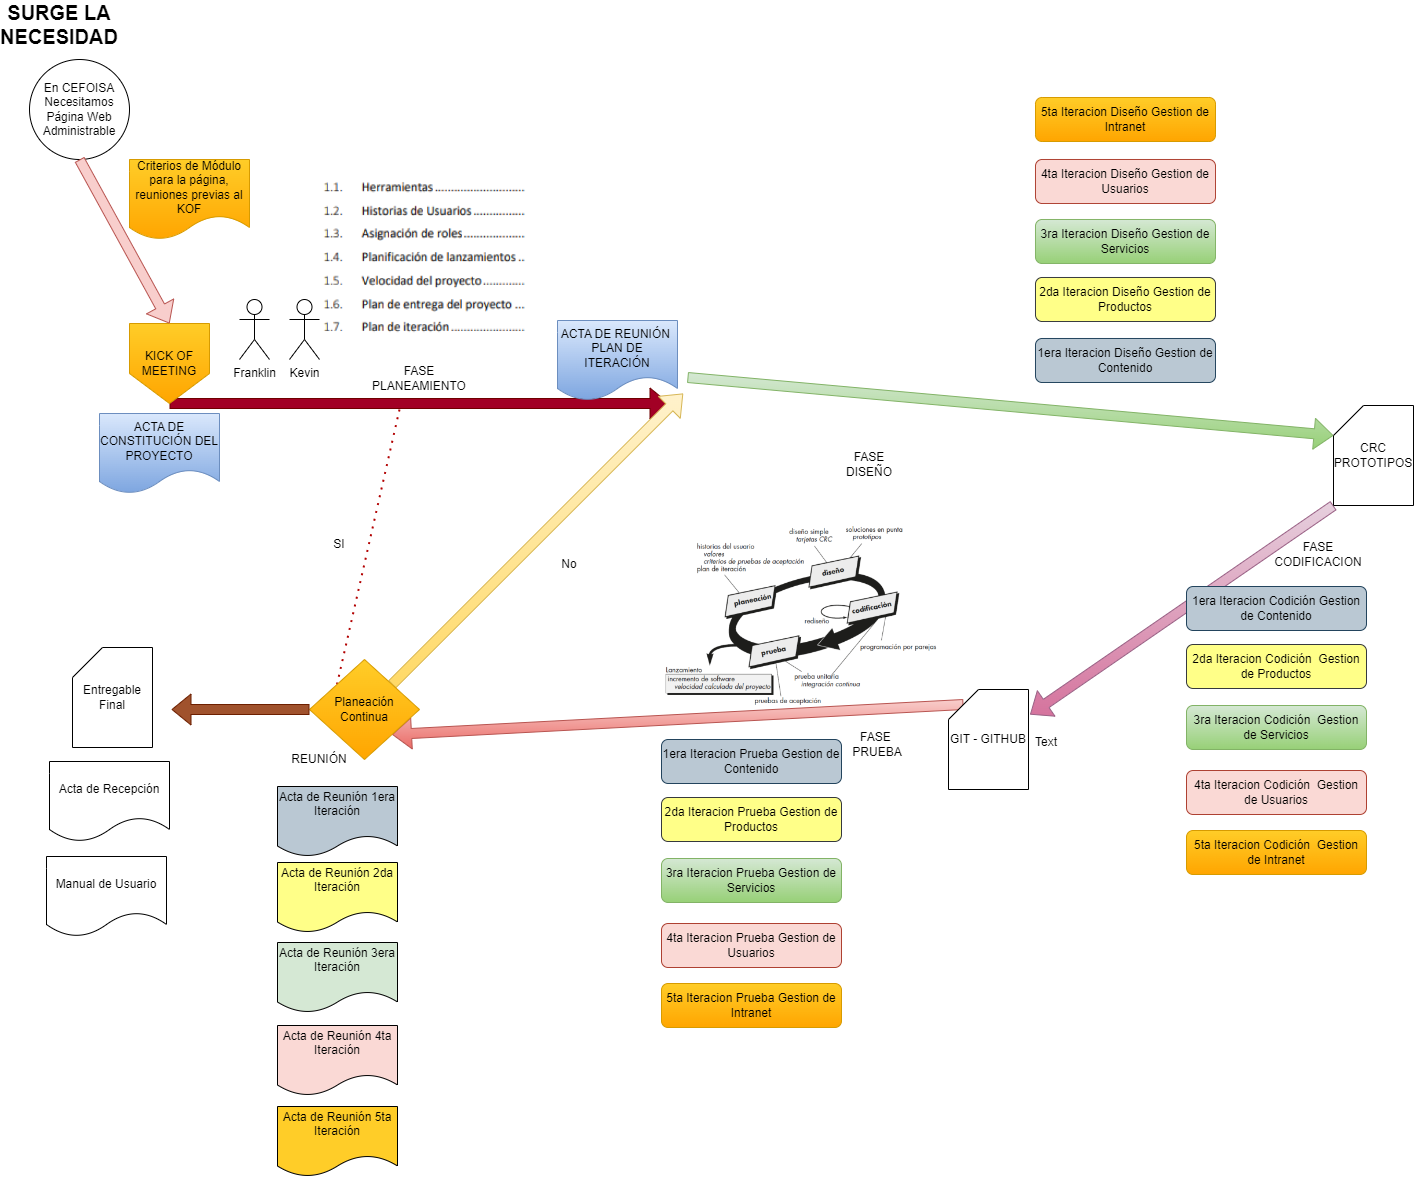 SURGE LA
NECESIDAD
En CEFOISA
Necesitamos
Página Web
Administrable
Criterios de Módulo
para la página,
reuniones previas al
KOF
1.1. Herramientas ............................
1.2. Historias de Usuarios ................
1.3. Asignación de roles...................
1.4. Planificación de lanzamientos ..
1.5. Velocidad del proyecto .............
1.6. Plan de entrega del proyecto ...
1.7. Plan de iteración .......................
KICK OF
MEETING
Franklin
Kevin
FASE
PLANEAMIENTO
ACTA DE REUNIÓN
PLAN DE
ITERACIÓN
ACTA DE
CONSTITUCIÓN DEL
PROYECTO
5ta Iteracion Diseño Gestion de
Intranet
4ta Iteracion Diseño Gestion de
Usuarios
3ra Iteracion Diseño Gestion de
Servicios
2da Iteracion Diseño Gestion de
Productos
1era Iteracion Diseño Gestion de
Contenido
FASE
DISEÑO
CRC
PROTOTIPOS
SI
No
diseño simple
tarjetas CRC
soluciones en punta
prototipos
historias del usuario
valores
criterios de pruebas de aceptación
plan de iteración
diseño
planeación
codificación
rediseño
prueba
programación por parejas
Lanzamiento
incremento de software
velocidad calculada del proyecto
prueba unitaria
integración continua
pruebas de aceptación
FASE
CODIFICACION
1era Iteracion Codición Gestion
de Contenido
2da Iteracion Codición  Gestion
de Productos
3ra Iteracion Codición  Gestion
de Servicios
4ta Iteracion Codición  Gestion
de Usuarios
5ta Iteracion Codición  Gestion
de Intranet
GIT - GITHUB
Text
FASE
PRUEBA
1era Iteracion Prueba Gestion de
Contenido
2da Iteracion Prueba Gestion de
Productos
3ra Iteracion Prueba Gestion de
Servicios
4ta Iteracion Prueba Gestion de
Usuarios
5ta Iteracion Prueba Gestion de
Intranet
Planeación
Continua
REUNIÓN
Acta de Reunión 1era
Iteración
Acta de Reunión 2da
Iteración
Acta de Reunión 3era
Iteración
Acta de Reunión 4ta
Iteración
Acta de Reunión 5ta
Iteración
Entregable
Final
Acta de Recepción
Manual de Usuario